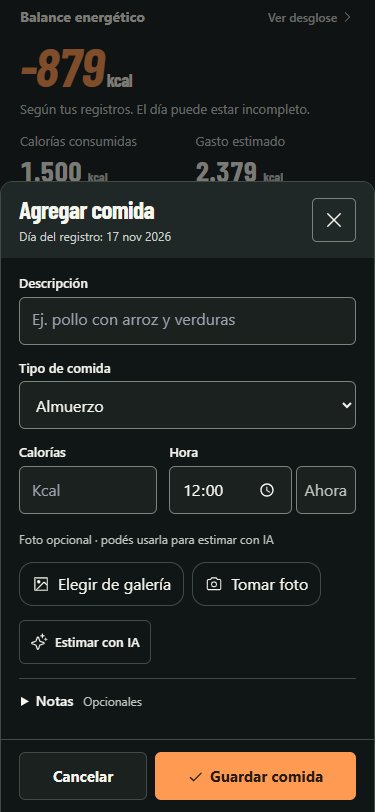 Balance energético Ver desglose
-879 kcal
Según tus registros. El día puede estar incompleto.
Calorías consumidas Gasto estimado
1.500 kcal 2.379 kcal
Agregar comida
Día del registro: 17 nov 2026
Descripción
Ej. pollo con arroz y verduras
Tipo de comida
Almuerzo
Calorías Hora
Kcal 12:00 Ahora
Foto opcional · podés usarla para estimar con IA
Elegir de galería Tomar foto
Estimar con IA
Notas Opcionales
Cancelar Guardar comida